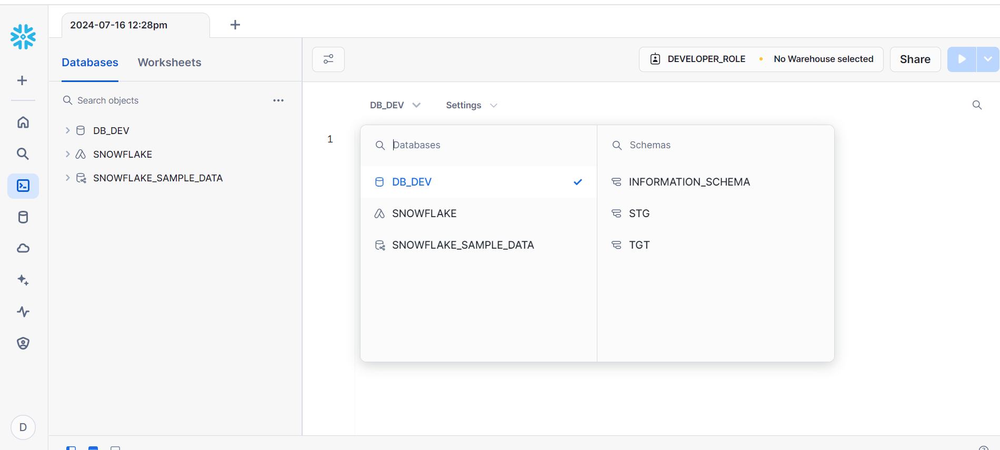 2024-07-16 12:28pm
Databases Worksheets
DEVELOPER_ROLE No Warehouse selected Share
Search objects
DB_DEV
SNOWFLAKE
SNOWFLAKE_SAMPLE_DATA
DB_DEV Settings
1
Databases
DB_DEV
SNOWFLAKE
SNOWFLAKE_SAMPLE_DATA
Schemas
INFORMATION_SCHEMA
STG
TGT
D